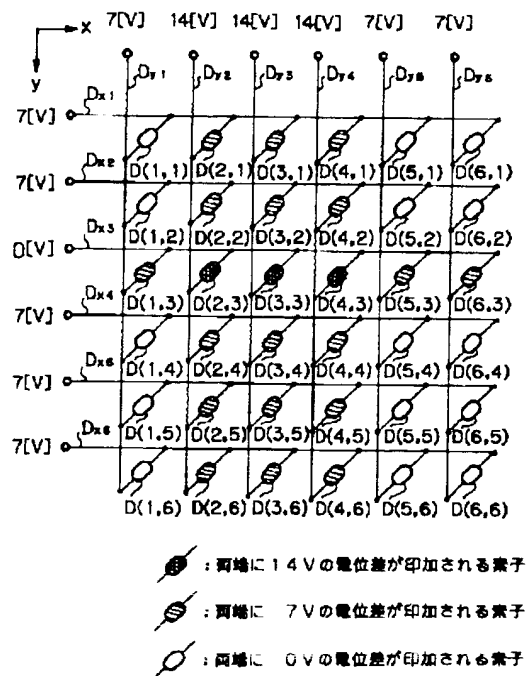 7[V] 14[V] 14[V] 14[V] 7[V] 7[V]
x
y
Dy1 Dy2 Dy3 Dy4 Dy5 Dy6
Dx1
7[V]
Dx2
D(1,1) D(2,1) D(3,1) D(4,1) D(5,1) D(6,1)
7[V]
Dx3
D(1,2) D(2,2) D(3,2) D(4,2) D(5,2) D(6,2)
0[V]
Dx4
D(1,3) D(2,3) D(3,3) D(4,3) D(5,3) D(6,3)
7[V]
Dx5
D(1,4) D(2,4) D(3,4) D(4,4) D(5,4) D(6,4)
7[V]
Dx6
D(1,5) D(2,5) D(3,5) D(4,5) D(5,5) D(6,5)
7[V]
D(1,6) D(2,6) D(3,6) D(4,6) D(5,6) D(6,6)
:両端に14Vの電位差が印加される素子
:両端に 7Vの電位差が印加される素子
:両端に 0Vの電位差が印加される素子